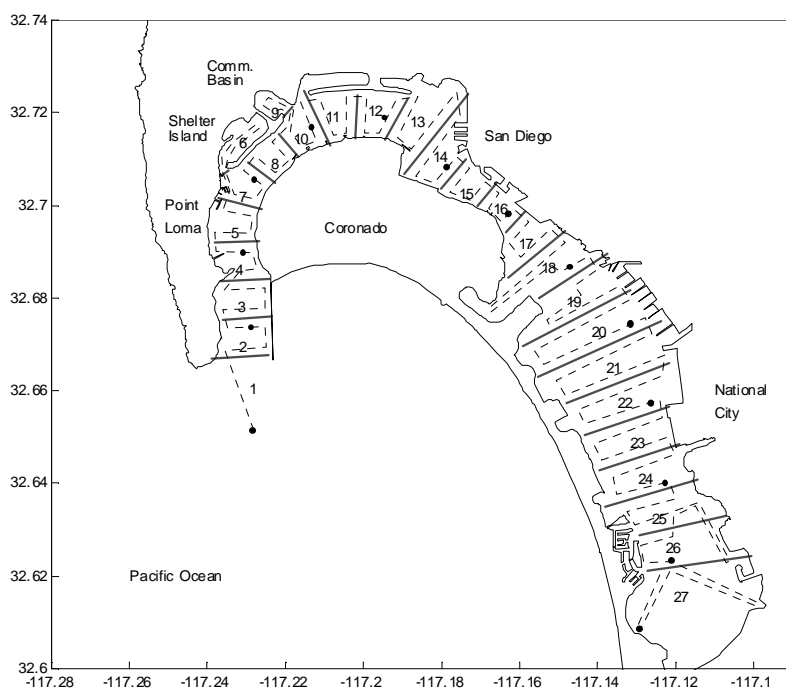 32.74
Comm.
Basin
32.72
9
12
11
13
Shelter
Island
10
San Diego
6
8
14
7
15
32.7
16
Point
Loma
Coronado
5
17
4
18
32.68
3
19
20
2
21
32.66
1
22
National
City
23
32.64
24
25
26
32.62
Pacific Ocean
27
32.6
-117.28 -117.26 -117.24 -117.22 -117.2 -117.18 -117.16 -117.14 -117.12 -117.1